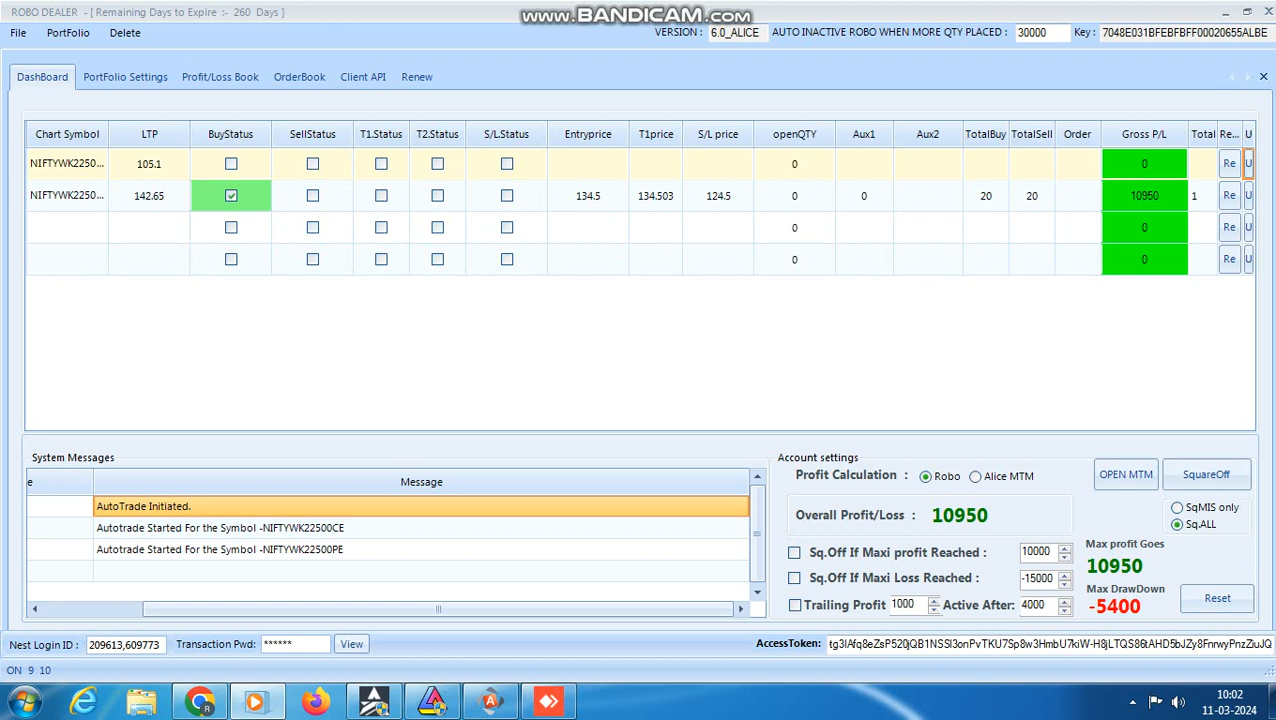 ROBO DEALER - [ Remaining Days to Expire :- 260 Days ]
www.BANDICAM.com
File PortFolio Delete
VERSION : 6.0_ALICE AUTO INACTIVE ROBO WHEN MORE QTY PLACED : 30000 Key : 7048E031BFEBFBFF00020655ALBE
DashBoard PortFolio Settings Profit/Loss Book OrderBook Client API Renew
Chart Symbol LTP BuyStatus SellStatus T1.Status T2.Status S/L.Status Entryprice T1price S/L price openQTY Aux1 Aux2 TotalBuy TotalSell Order Gross P/L Total Re... U
NIFTYWK2250... 105.1 0 0 Re U
NIFTYWK2250... 142.65 134.5 134.503 124.5 0 0 20 20 10950 1 Re U
0 0 Re U
0 0 Re U
System Messages
e Message
AutoTrade Initiated.
Autotrade Started For the Symbol -NIFTYWK22500CE
Autotrade Started For the Symbol -NIFTYWK22500PE
Account settings
Profit Calculation : Robo Alice MTM OPEN MTM SquareOff
Overall Profit/Loss : 10950
SqMIS only
Sq.ALL
Sq.Off If Maxi profit Reached : 10000
Max profit Goes
10950
Sq.Off If Maxi Loss Reached : -15000
Max DrawDown
-5400
Reset
Trailing Profit 1000 Active After: 4000
Nest Login ID : 209613,609773 Transaction Pwd: ****** View
AccessToken:
ON 9 10
10:02
11-03-2024